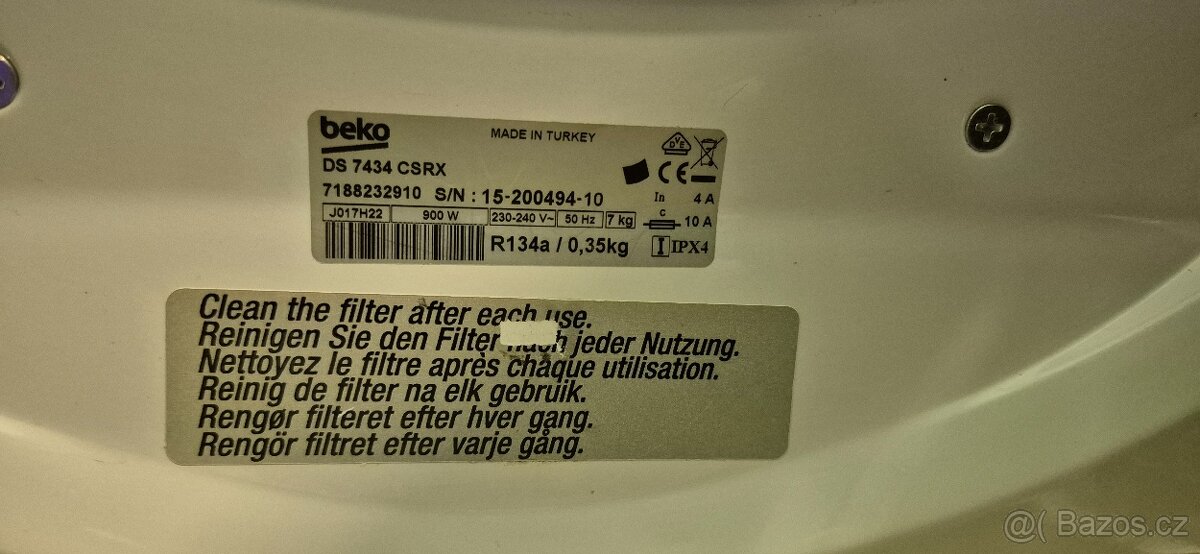 beko
MADE IN TURKEY
DS 7434 CSRX
7188232910 S/N : 15-200494-10
In 4 A
J017H22 900 W 230-240 V~ 50 Hz 7 kg
C 10 A
R134a / 0,35kg
I IPX4
DVE
CE
Clean the filter after each use.
Reinigen Sie den Filter nach jeder Nutzung.
Nettoyez le filtre après chaque utilisation.
Reinig de filter na elk gebruik.
Rengør filteret efter hver gang.
Rengör filtret efter varje gång.
@( Bazos.cz